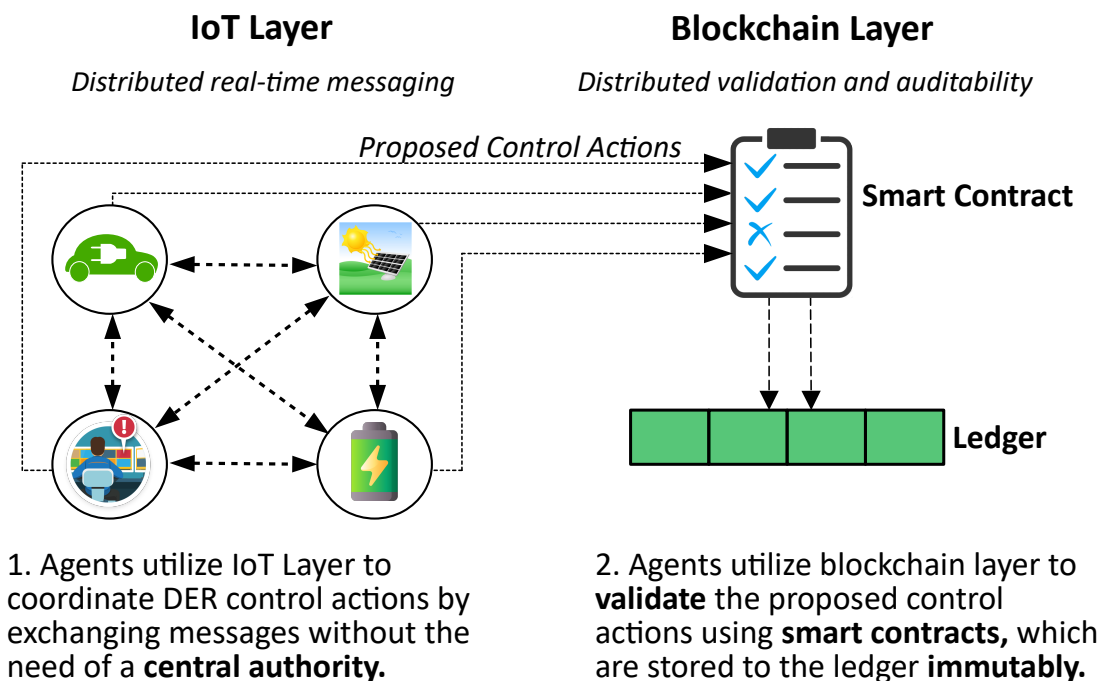 IoT Layer
Blockchain Layer
Distributed real-time messaging
Distributed validation and auditability
Proposed Control Actions
Smart Contract
Ledger
1. Agents utilize IoT Layer to
coordinate DER control actions by
exchanging messages without the
need of a central authority.
2. Agents utilize blockchain layer to
validate the proposed control
actions using smart contracts, which
are stored to the ledger immutably.